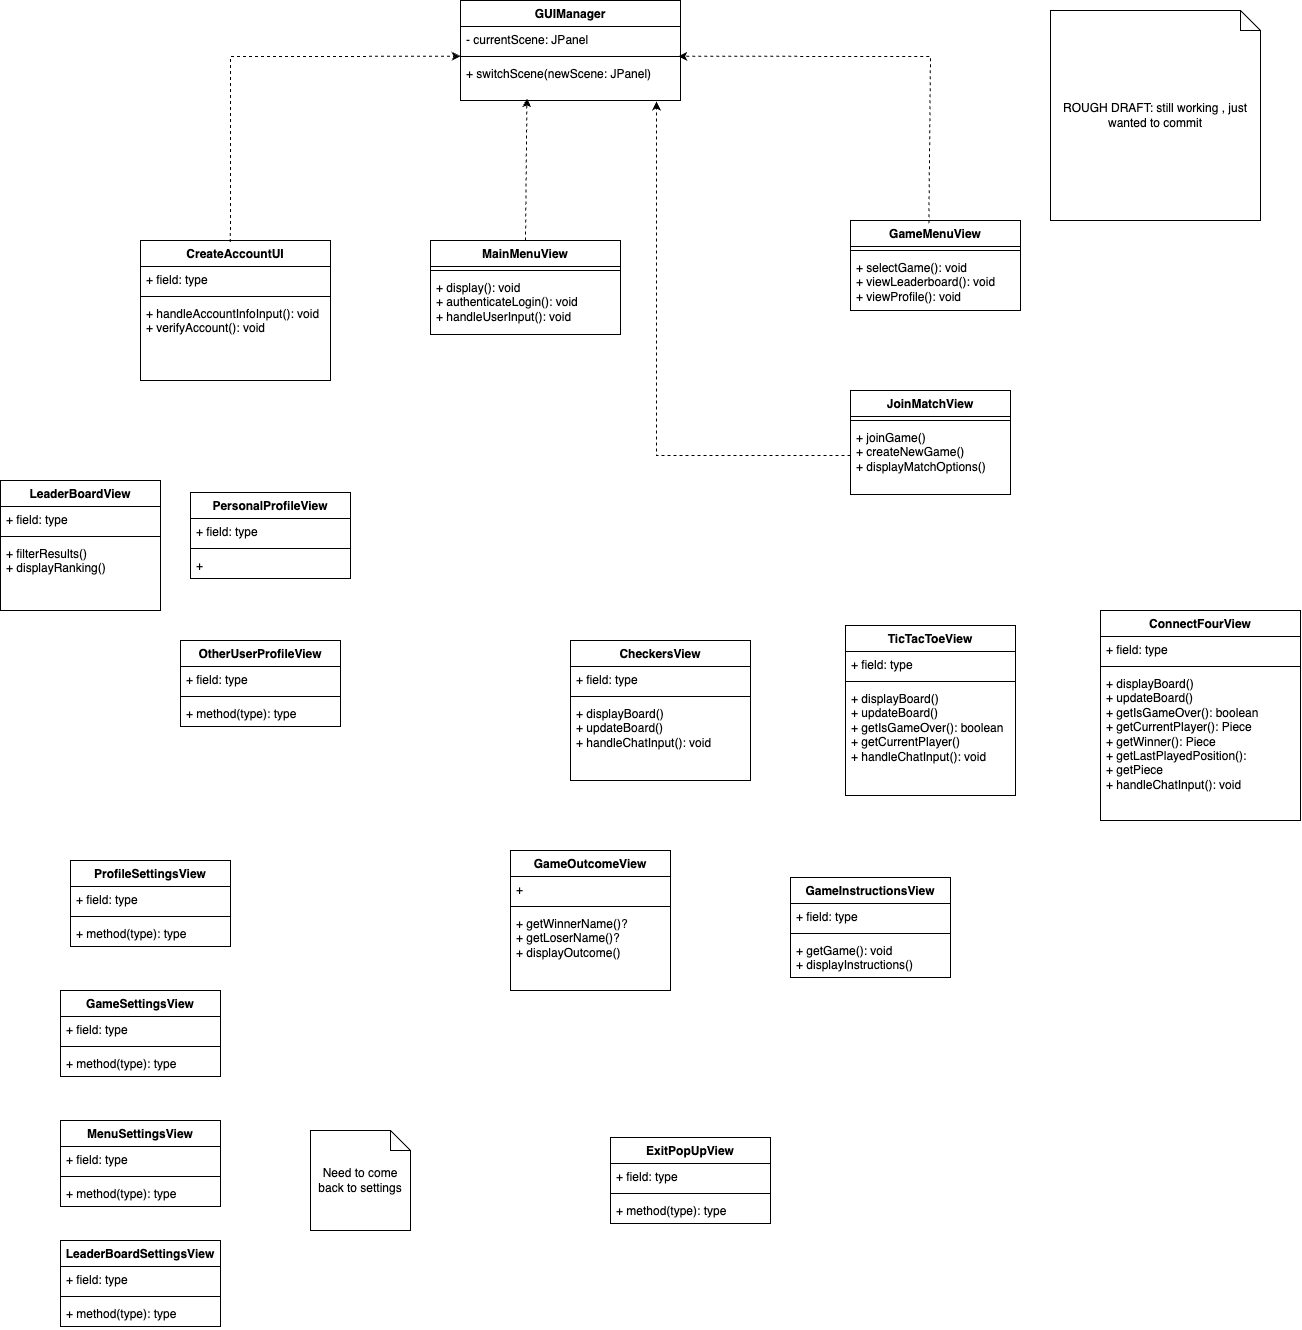 GUIManager
- currentScene: JPanel
+ switchScene(newScene: JPanel)
ROUGH DRAFT: still working , just
wanted to commit
CreateAccountUI
+ field: type
+ handleAccountInfoInput(): void
+ verifyAccount(): void
MainMenuView
+ display(): void
+ authenticateLogin(): void
+ handleUserInput(): void
GameMenuView
+ selectGame(): void
+ viewLeaderboard(): void
+ viewProfile(): void
JoinMatchView
+ joinGame()
+ createNewGame()
+ displayMatchOptions()
LeaderBoardView
+ field: type
+ filterResults()
+ displayRanking()
PersonalProfileView
+ field: type
+
OtherUserProfileView
+ field: type
+ method(type): type
CheckersView
+ field: type
+ displayBoard()
+ updateBoard()
+ handleChatInput(): void
TicTacToeView
+ field: type
+ displayBoard()
+ updateBoard()
+ getIsGameOver(): boolean
+ getCurrentPlayer()
+ handleChatInput(): void
ConnectFourView
+ field: type
+ displayBoard()
+ updateBoard()
+ getIsGameOver(): boolean
+ getCurrentPlayer(): Piece
+ getWinner(): Piece
+ getLastPlayedPosition():
+ getPiece
+ handleChatInput(): void
ProfileSettingsView
+ field: type
+ method(type): type
GameOutcomeView
+
+ getWinnerName()?
+ getLoserName()?
+ displayOutcome()
GameInstructionsView
+ field: type
+ getGame(): void
+ displayInstructions()
GameSettingsView
+ field: type
+ method(type): type
MenuSettingsView
+ field: type
+ method(type): type
Need to come
back to settings
ExitPopUpView
+ field: type
+ method(type): type
LeaderBoardSettingsView
+ field: type
+ method(type): type